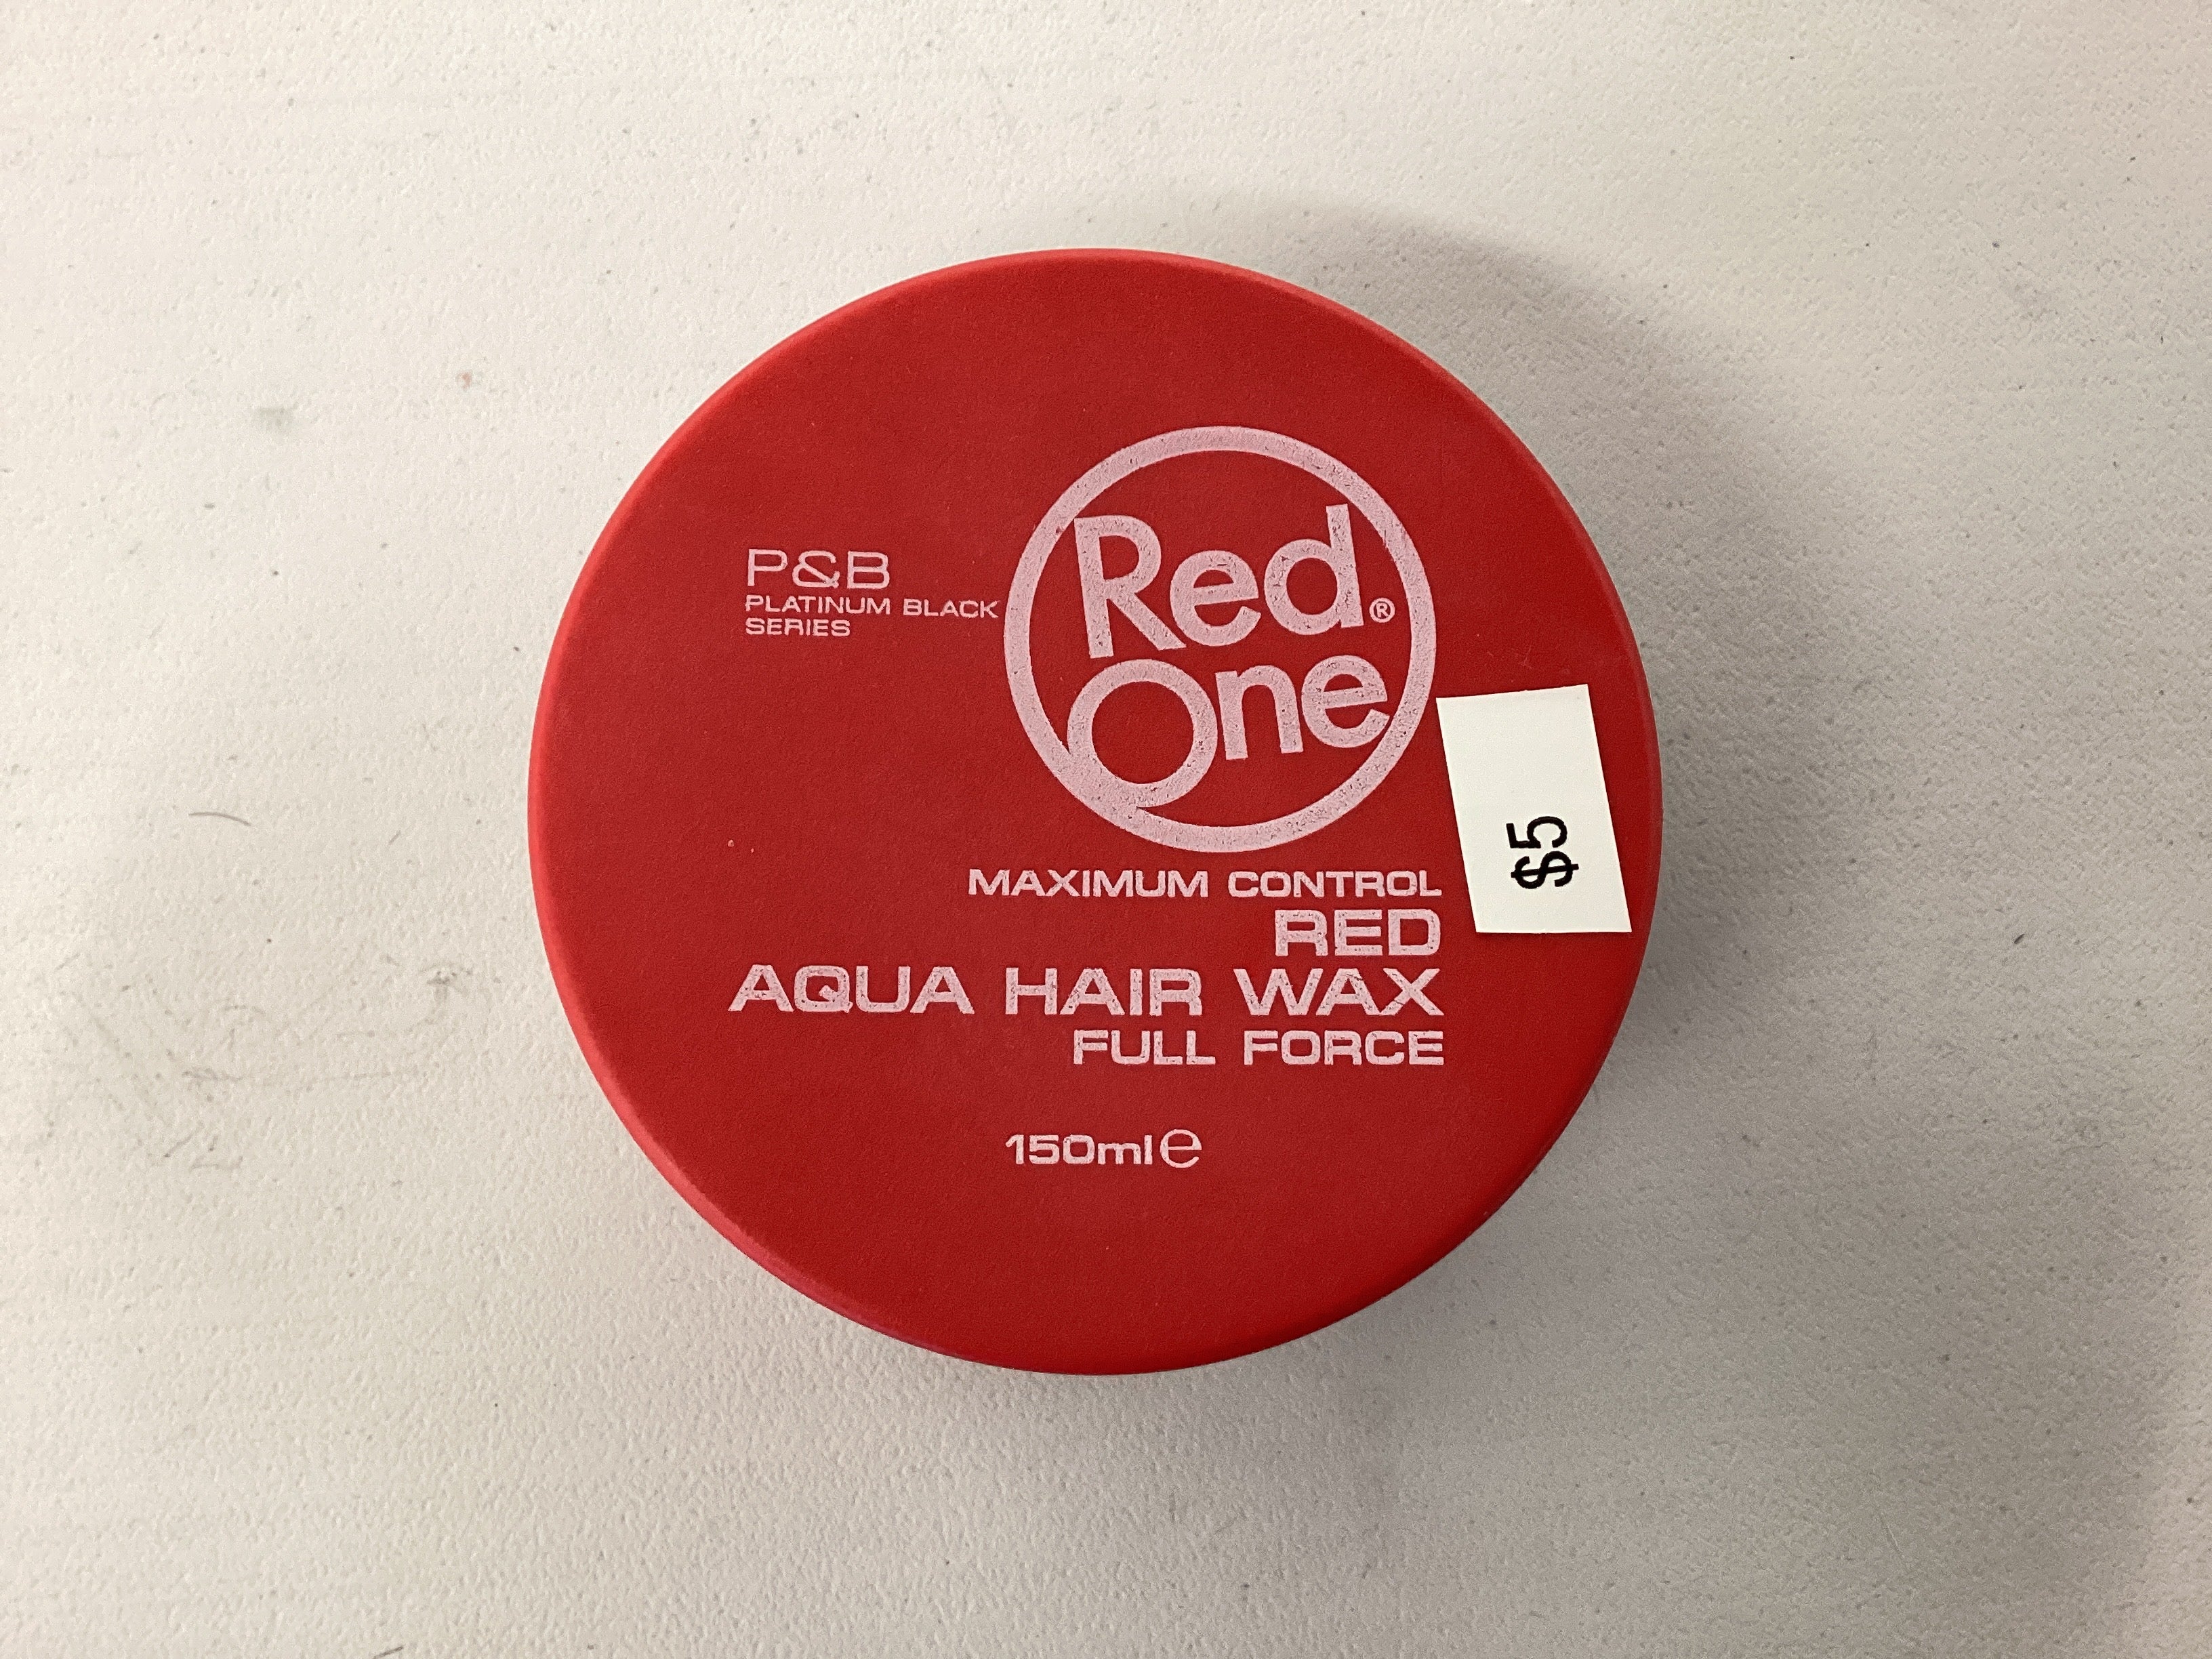 P&B
PLATINUM BLACK
SERIES
Red
One®
MAXIMUM CONTROL
RED
AQUA HAIR WAX
FULL FORCE
150ml℮
$5